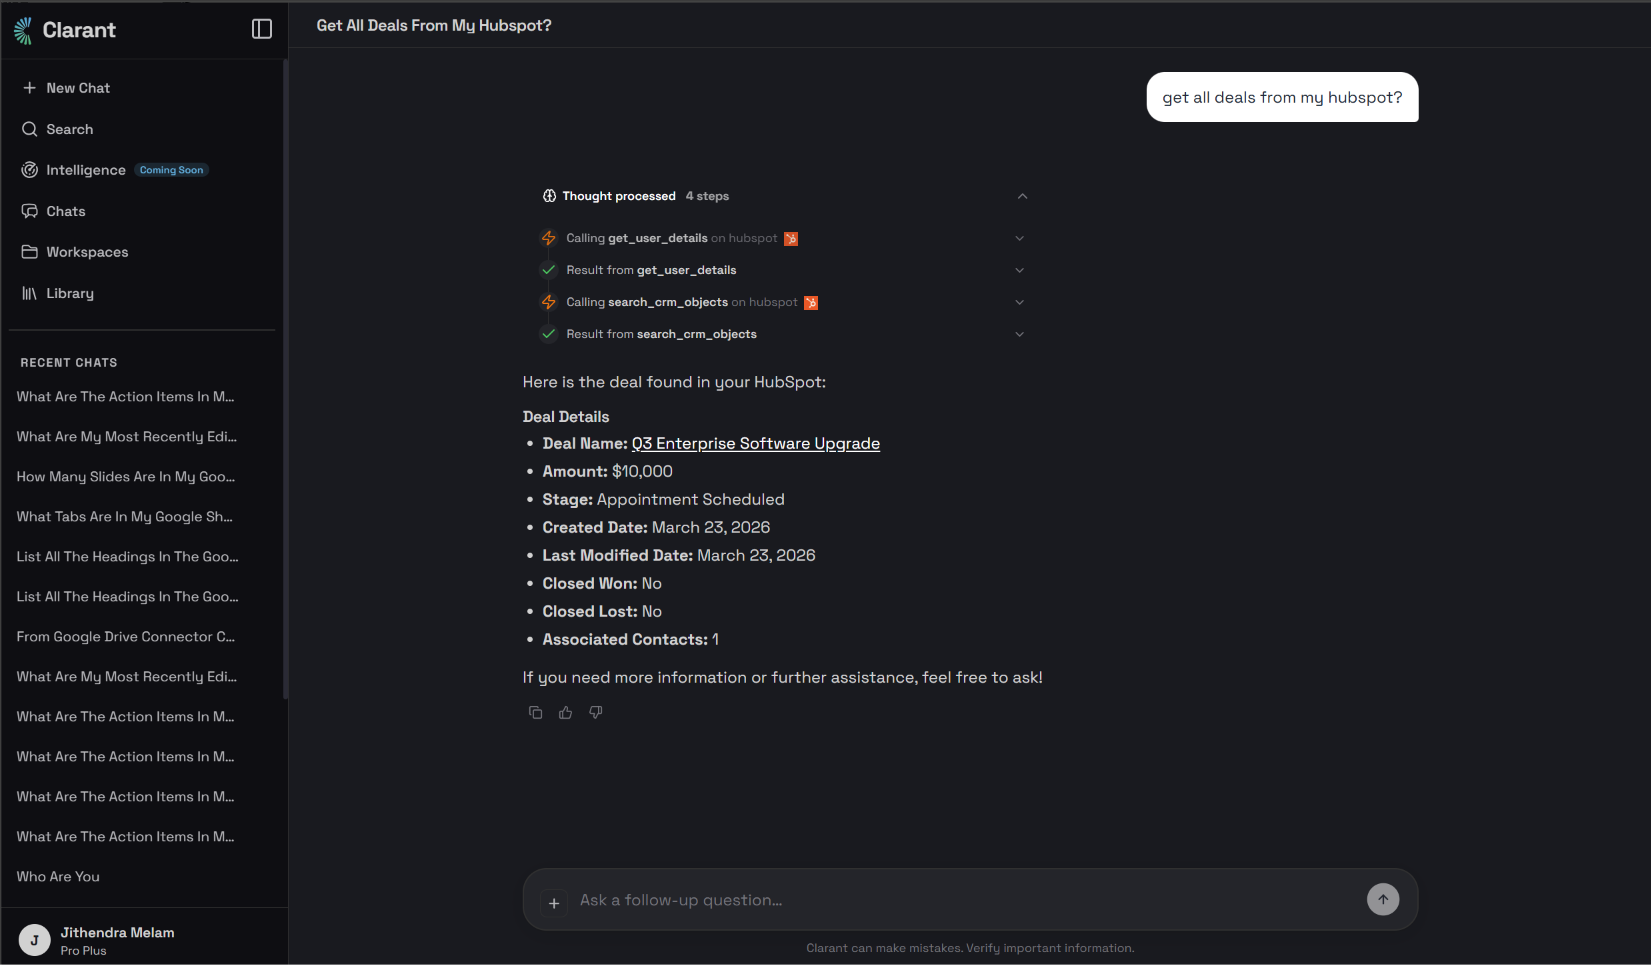 Clarant
New Chat
Search
Intelligence Coming Soon
Chats
Workspaces
Library
RECENT CHATS
What Are The Action Items In M...
What Are My Most Recently Edi...
How Many Slides Are In My Goo...
What Tabs Are In My Google Sh...
List All The Headings In The Goo...
List All The Headings In The Goo...
From Google Drive Connector C...
What Are My Most Recently Edi...
What Are The Action Items In M...
What Are The Action Items In M...
What Are The Action Items In M...
What Are The Action Items In M...
Who Are You
J
Jithendra Melam
Pro Plus
Get All Deals From My Hubspot?
get all deals from my hubspot?
Thought processed 4 steps
Calling get_user_details on hubspot
Result from get_user_details
Calling search_crm_objects on hubspot
Result from search_crm_objects
Here is the deal found in your HubSpot:
Deal Details
• Deal Name: Q3 Enterprise Software Upgrade
• Amount: $10,000
• Stage: Appointment Scheduled
• Created Date: March 23, 2026
• Last Modified Date: March 23, 2026
• Closed Won: No
• Closed Lost: No
• Associated Contacts: 1
If you need more information or further assistance, feel free to ask!
Ask a follow-up question...
Clarant can make mistakes. Verify important information.